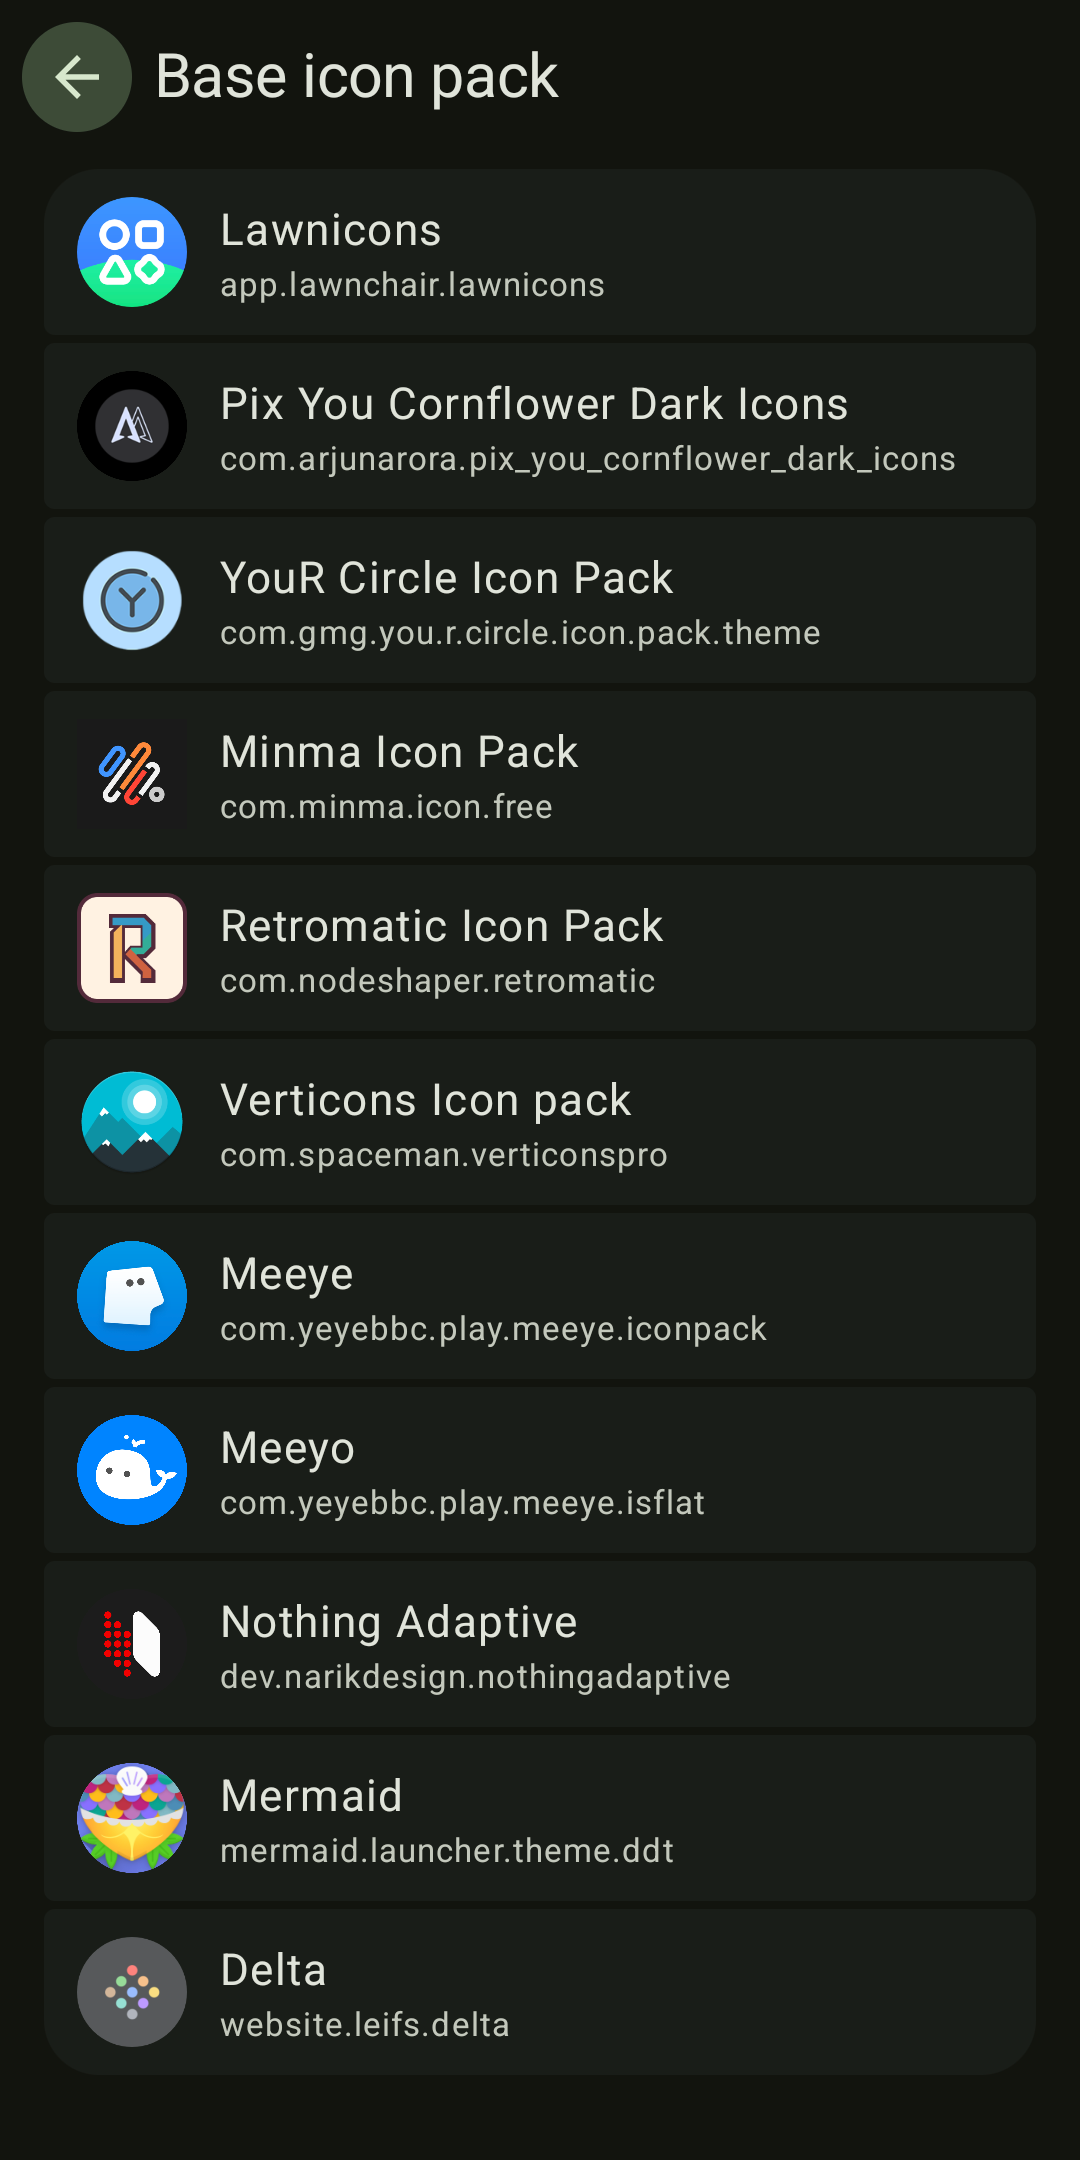 Base icon pack
Lawnicons
app.lawnchair.lawnicons
Pix You Cornflower Dark Icons
com.arjunarora.pix_you_cornflower_dark_icons
YouR Circle Icon Pack
com.gmg.you.r.circle.icon.pack.theme
Minma Icon Pack
com.minma.icon.free
Retromatic Icon Pack
com.nodeshaper.retromatic
Verticons Icon pack
com.spaceman.verticonspro
Meeye
com.yeyebbc.play.meeye.iconpack
Meeyo
com.yeyebbc.play.meeye.isflat
Nothing Adaptive
dev.narikdesign.nothingadaptive
Mermaid
mermaid.launcher.theme.ddt
Delta
website.leifs.delta